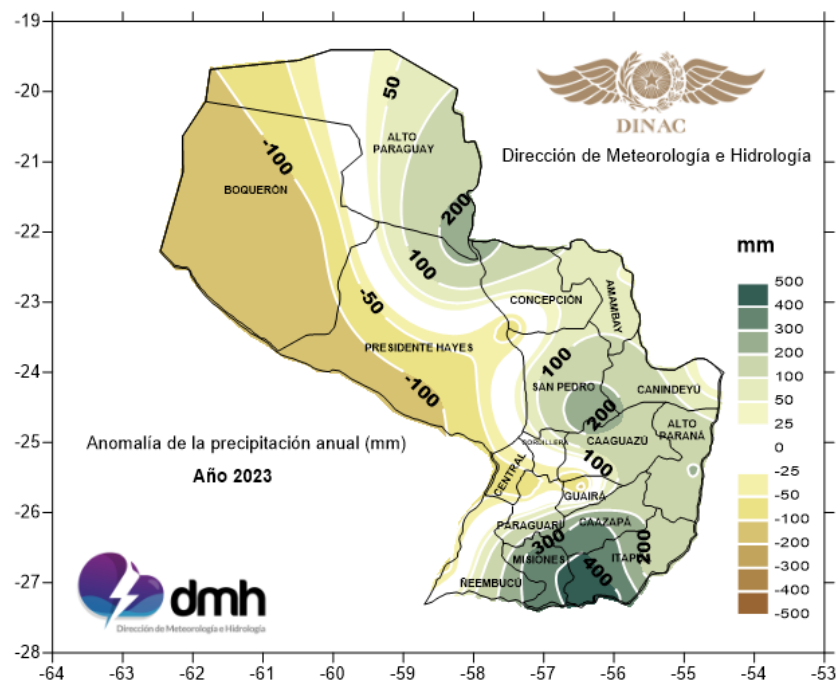 -19
-20
-21
-22
-23
-24
-25
-26
-27
-28
-64
-63
-62
-61
-60
-59
-58
-57
-56
-55
-54
-53
DINAC
Dirección de Meteorología e Hidrología
50
ALTO
PARAGUAY
-100
BOQUERÓN
200
100
-50
CONCEPCIÓN
AMAMBAY
PRESIDENTE HAYES
-100
100
SAN PEDRO
CANINDEYÚ
200
ALTO
PARANÁ
CORDILLERA
CAAGUAZÚ
100
CENTRAL
GUAIRÁ
PARAGUARÍ
CAAZAPÁ
300
200
MISIONES
400
ÑEEMBUCÚ
mm
500
400
300
200
100
50
25
0
-25
-50
-100
-200
-300
-400
-500
Anomalía de la precipitación anual (mm)
Año 2023
dmh
Dirección de Meteorología e Hidrología